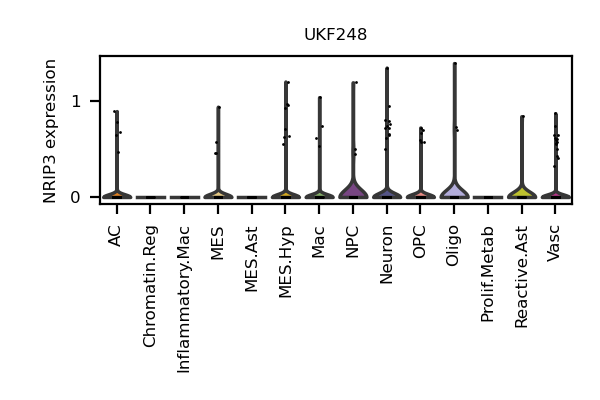 UKF248
NRIP3 expression
1
0
AC
Chromatin.Reg
Inflammatory.Mac
MES
MES.Ast
MES.Hyp
Mac
NPC
Neuron
OPC
Oligo
Prolif.Metab
Reactive.Ast
Vasc